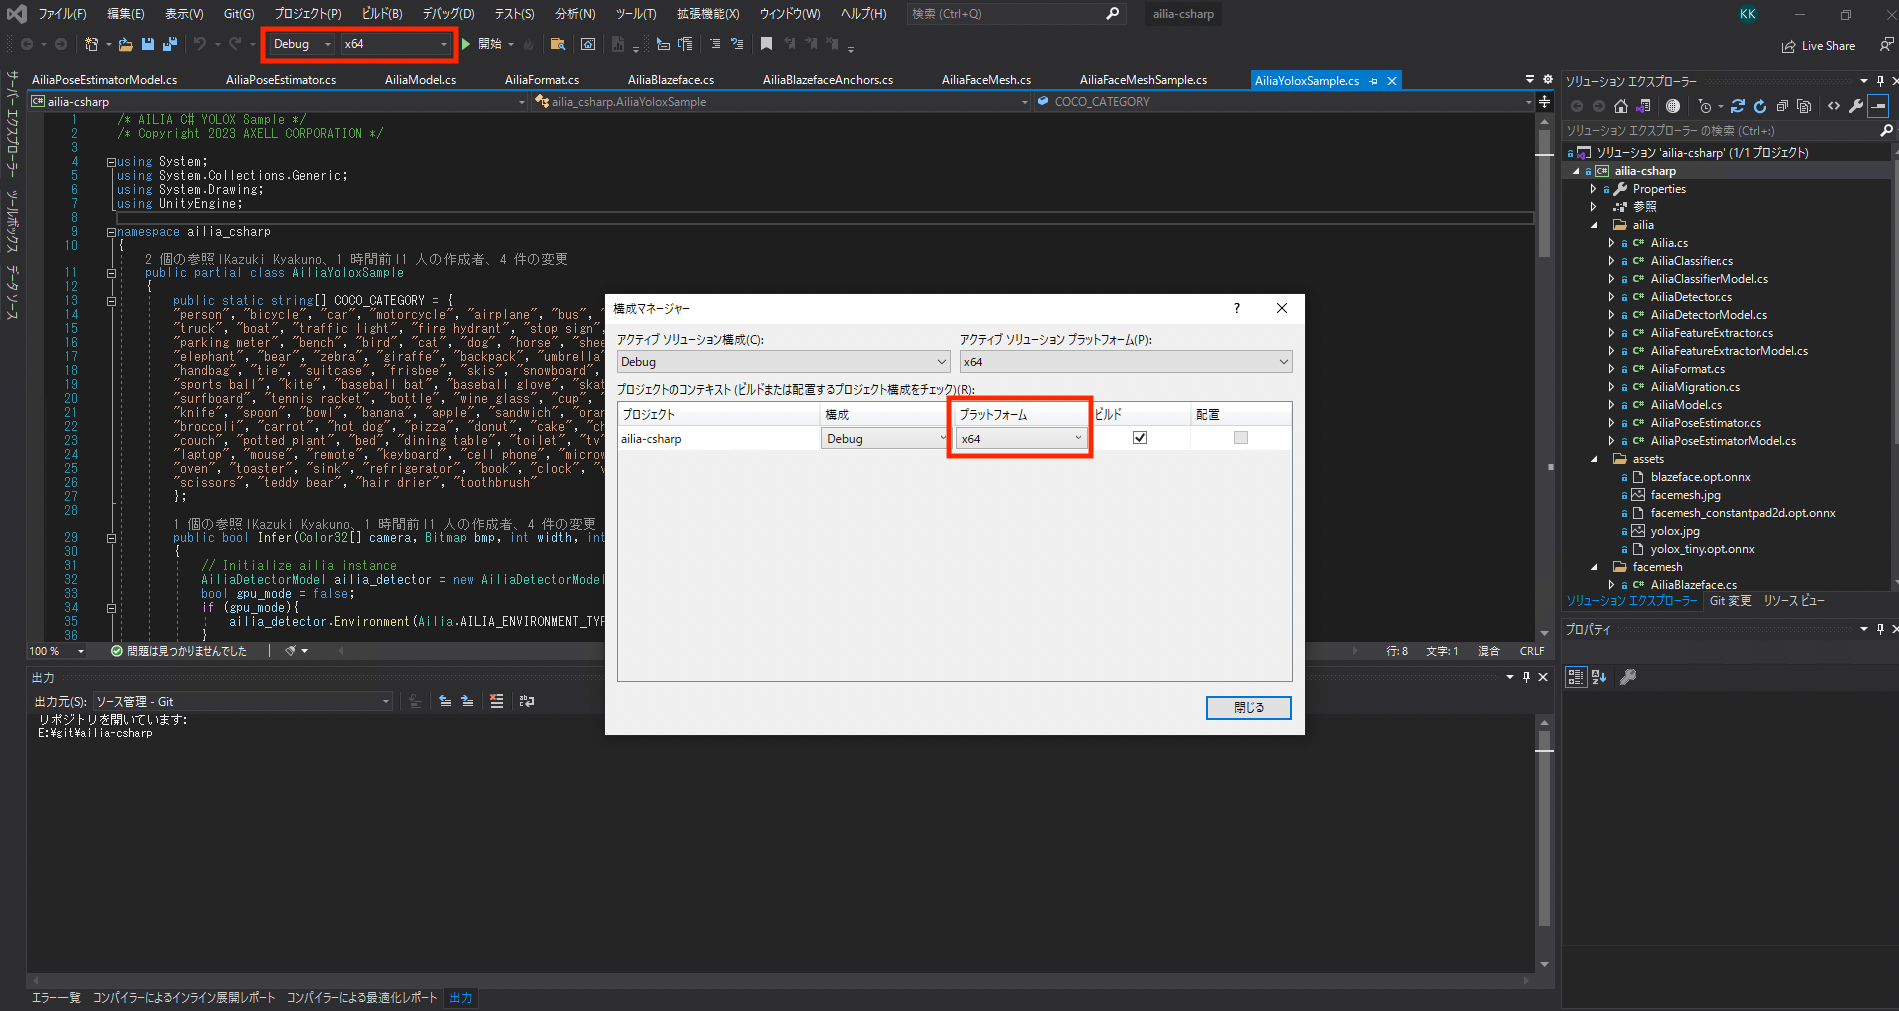 ファイル(F) 編集(E) 表示(V) Git(G) プロジェクト(P) ビルド(B) デバッグ(D) テスト(S) 分析(N) ツール(T) 拡張機能(X) ウィンドウ(W) ヘルプ(H) 検索 (Ctrl+Q) ailia-csharp KK
Debug x64 開始 Live Share
サーバー エクスプローラー
ツールボックス
データ ソース
AiliaPoseEstimatorModel.cs AiliaPoseEstimator.cs AiliaModel.cs AiliaFormat.cs AiliaBlazeface.cs AiliaBlazefaceAnchors.cs AiliaFaceMesh.cs AiliaFaceMeshSample.cs AiliaYoloxSample.cs
C# ailia-csharp ailia_csharp.AiliaYoloxSample COCO_CATEGORY
1 /* AILIA C# YOLOX Sample */
2 /* Copyright 2023 AXELL CORPORATION */
3
4 using System;
5 using System.Collections.Generic;
6 using System.Drawing;
7 using UnityEngine;
8
9 namespace ailia_csharp
10 {
2 個の参照|Kazuki Kyakuno、1 時間前|1 人の作成者、4 件の変更
11 public partial class AiliaYoloxSample
12 {
13 public static string[] COCO_CATEGORY = {
14 "person", "bicycle", "car", "motorcycle", "airplane", "bus",
15 "truck", "boat", "traffic light", "fire hydrant", "stop sign",
16 "parking meter", "bench", "bird", "cat", "dog", "horse", "shee
17 "elephant", "bear", "zebra", "giraffe", "backpack", "umbrella"
18 "handbag", "tie", "suitcase", "frisbee", "skis", "snowboard",
19 "sports ball", "kite", "baseball bat", "baseball glove", "skat
20 "surfboard", "tennis racket", "bottle", "wine glass", "cup",
21 "knife", "spoon", "bowl", "banana", "apple", "sandwich", "oran
22 "broccoli", "carrot", "hot dog", "pizza", "donut", "cake", "ch
23 "couch", "potted plant", "bed", "dining table", "toilet", "tv"
24 "laptop", "mouse", "remote", "keyboard", "cell phone", "microw
25 "oven", "toaster", "sink", "refrigerator", "book", "clock", "v
26 "scissors", "teddy bear", "hair drier", "toothbrush"
27 };
28
1 個の参照|Kazuki Kyakuno、1 時間前|1 人の作成者、4 件の変更
29 public bool Infer(Color32[] camera, Bitmap bmp, int width, int
30 {
31 // Initialize ailia instance
32 AiliaDetectorModel ailia_detector = new AiliaDetectorModel
33 bool gpu_mode = false;
34 if (gpu_mode){
35 ailia_detector.Environment(Ailia.AILIA_ENVIRONMENT_TYP
36 }
100 % 問題は見つかりませんでした 行: 8 文字: 1 混合 CRLF
出力
出力元(S): ソース管理 - Git
リポジトリを開いています:
E:¥git¥ailia-csharp
エラー一覧 コンパイラーによるインライン展開レポート コンパイラーによる最適化レポート 出力
構成マネージャー ?
アクティブ ソリューション構成(C): アクティブ ソリューション プラットフォーム(P):
Debug x64
プロジェクトのコンテキスト (ビルドまたは配置するプロジェクト構成をチェック)(R):
プロジェクト 構成 プラットフォーム ビルド 配置
ailia-csharp Debug x64
閉じる
ソリューション エクスプローラー
ソリューション エクスプローラー の検索 (Ctrl+;)
ソリューション 'ailia-csharp' (1/1 プロジェクト)
C# ailia-csharp
Properties
参照
ailia
C# Ailia.cs
C# AiliaClassifier.cs
C# AiliaClassifierModel.cs
C# AiliaDetector.cs
C# AiliaDetectorModel.cs
C# AiliaFeatureExtractor.cs
C# AiliaFeatureExtractorModel.cs
C# AiliaFormat.cs
C# AiliaMigration.cs
C# AiliaModel.cs
C# AiliaPoseEstimator.cs
C# AiliaPoseEstimatorModel.cs
assets
blazeface.opt.onnx
facemesh.jpg
facemesh_constantpad2d.opt.onnx
yolox.jpg
yolox_tiny.opt.onnx
facemesh
C# AiliaBlazeface.cs
ソリューション エクスプローラー Git 変更 リソース ビュー
プロパティ